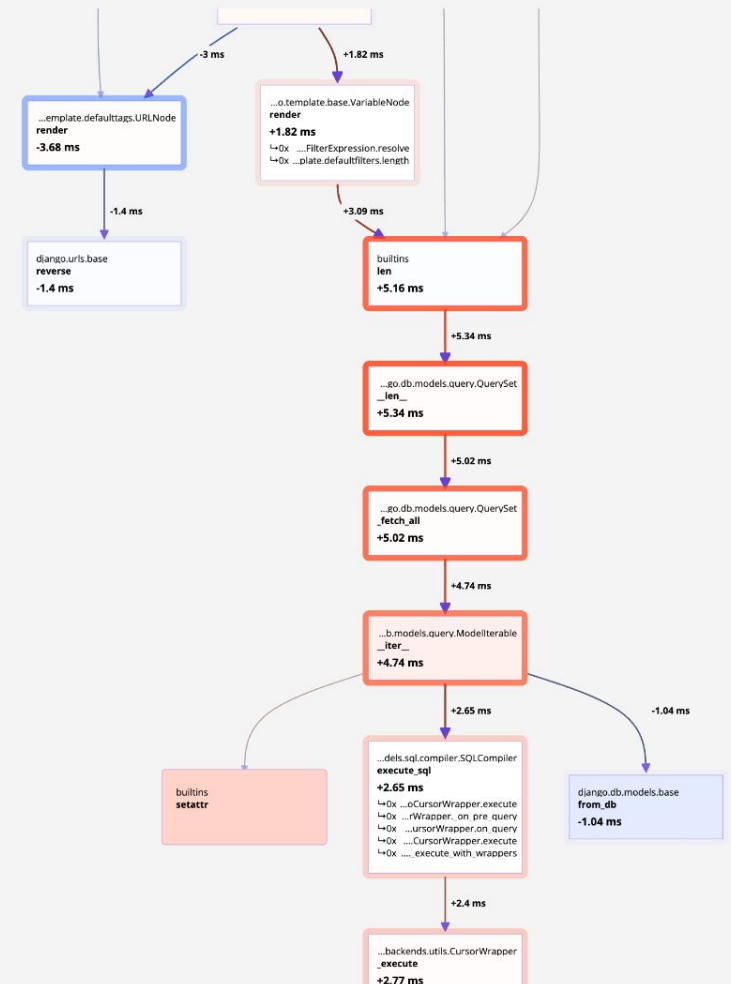 -3 ms
+1.82 ms
...emplate.defaulttags.URLNode
render
-3.68 ms
...o.template.base.VariableNode
render
+1.82 ms
↪0x ....FilterExpression.resolve
↪0x ...plate.defaultfilters.length
-1.4 ms
+3.09 ms
django.urls.base
reverse
-1.4 ms
builtins
len
+5.16 ms
+5.34 ms
...go.db.models.query.QuerySet
__len__
+5.34 ms
+5.02 ms
...go.db.models.query.QuerySet
_fetch_all
+5.02 ms
+4.74 ms
...b.models.query.ModelIterable
__iter__
+4.74 ms
+2.65 ms
-1.04 ms
...dels.sql.compiler.SQLCompiler
execute_sql
+2.65 ms
↪0x ...oCursorWrapper.execute
↪0x ...rWrapper._on_pre_query
↪0x ...ursorWrapper.on_query
↪0x ....CursorWrapper.execute
↪0x ...._execute_with_wrappers
builtins
setattr
django.db.models.base
from_db
-1.04 ms
+2.4 ms
...backends.utils.CursorWrapper
_execute
+2.77 ms